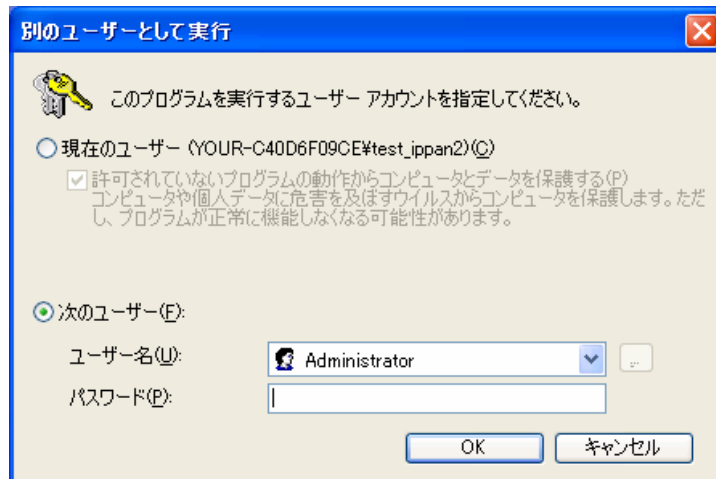 別のユーザーとして実行
このプログラムを実行するユーザー アカウントを指定してください。
現在のユーザー (YOUR-C40D6F09CE¥test_ippan2)(C)
許可されていないプログラムの動作からコンピュータとデータを保護する(P)
コンピュータや個人データに危害を及ぼすウイルスからコンピュータを保護します。ただ
し、プログラムが正常に機能しなくなる可能性があります。
次のユーザー(F):
ユーザー名(U):
Administrator
...
パスワード(P):
OK
キャンセル